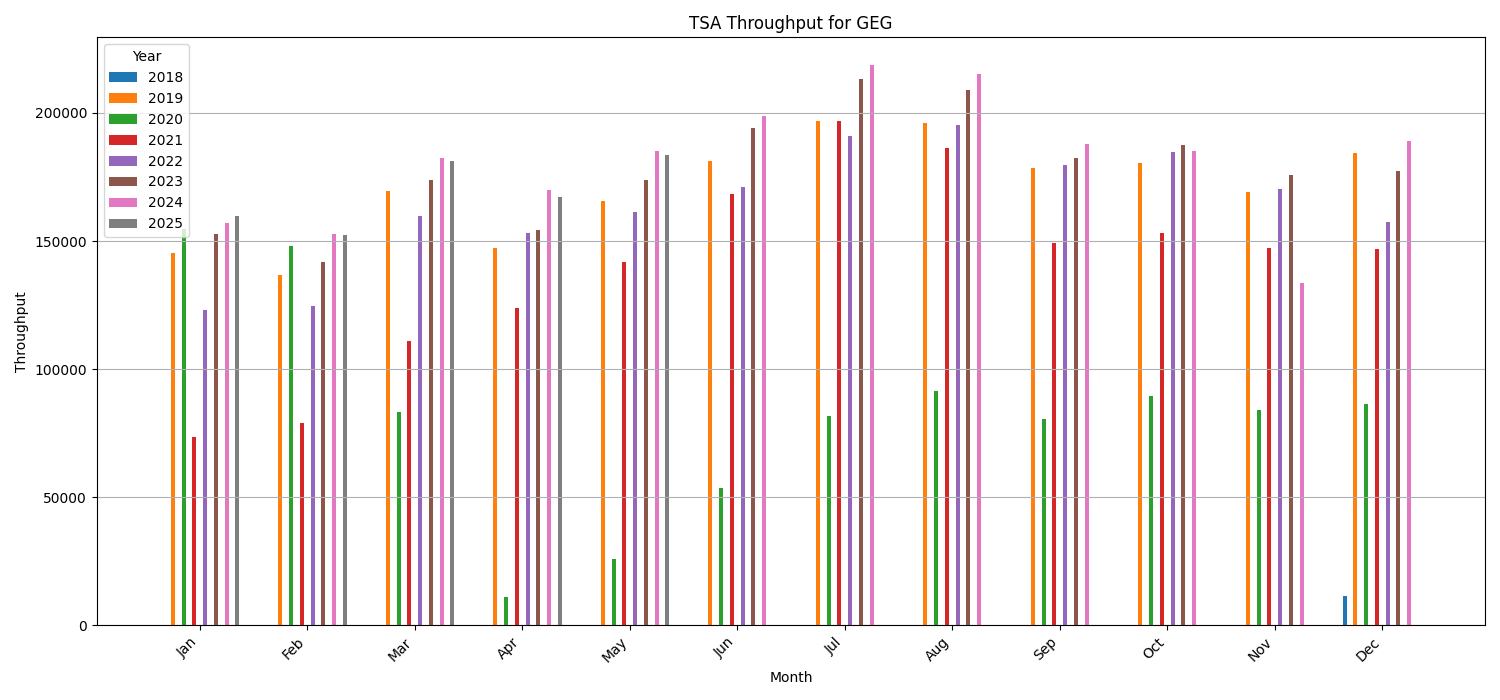 TSA Throughput for GEG
Year
2018
2019
2020
2021
2022
2023
2024
2025
Throughput
200000
150000
100000
50000
0
Jan
Feb
Mar
Apr
May
Jun
Jul
Aug
Sep
Oct
Nov
Dec
Month